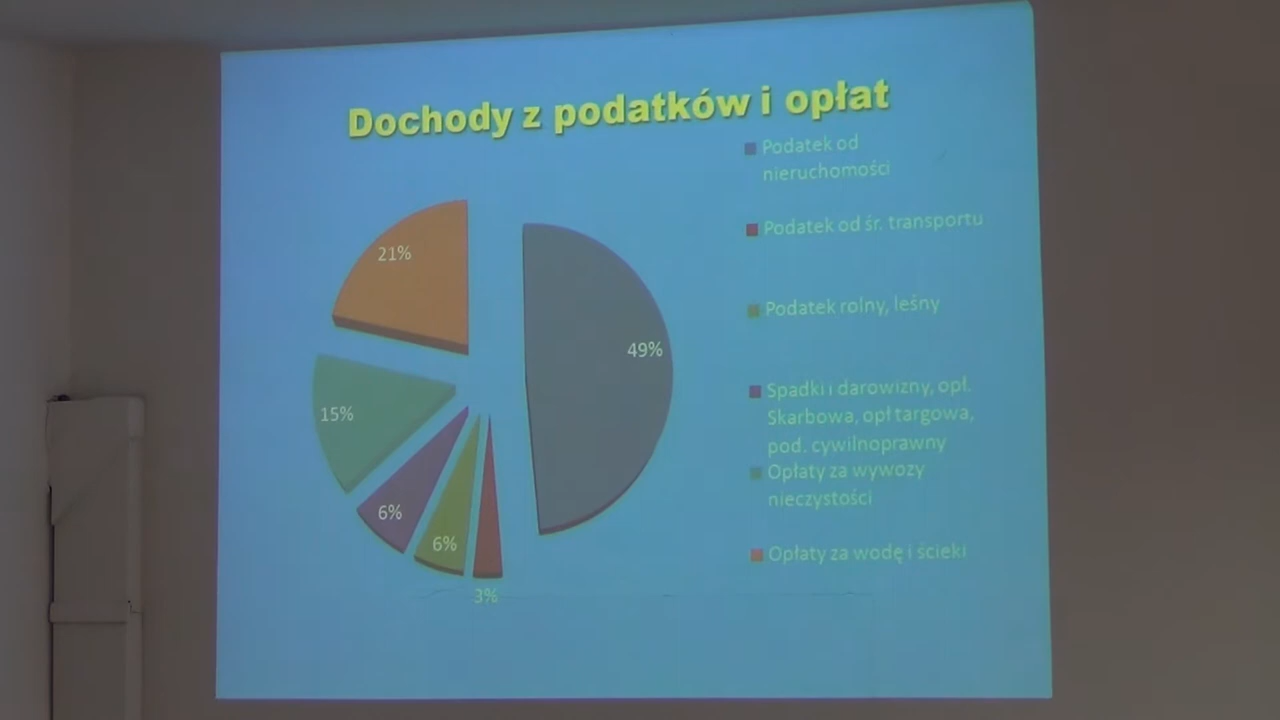 Dochody z podatków i opłat
Podatek od
nieruchomości
Podatek od śr. transportu
Podatek rolny, leśny
Spadki i darowizny, opł.
Skarbowa, opł targowa,
pod. cywilnoprawny
Opłaty za wywozy
nieczystości
Opłaty za wodę i ścieki
21%
49%
15%
6%
6%
3%